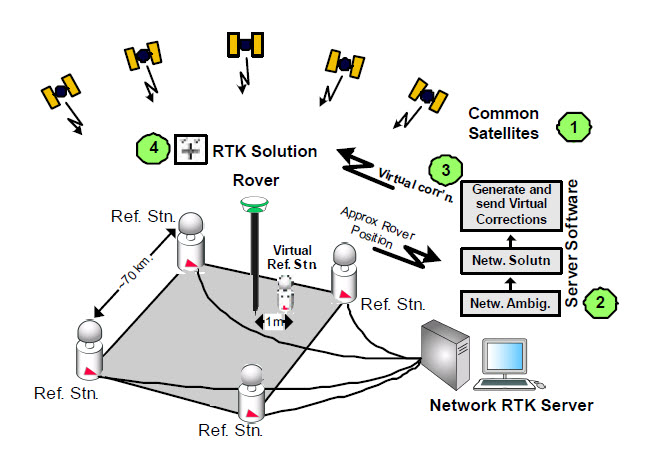 Common
Satellites
1
4
RTK Solution
3
Virtual corr'n.
Rover
Generate and
send Virtual
Corrections
Server Software
Ref. Stn.
Approx Rover
Position
Virtual
Ref. Stn.
Netw. Solutn
~70 km.
Ref. Stn.
Netw. Ambig.
2
1m
Ref. Stn.
Network RTK Server
Ref. Stn.